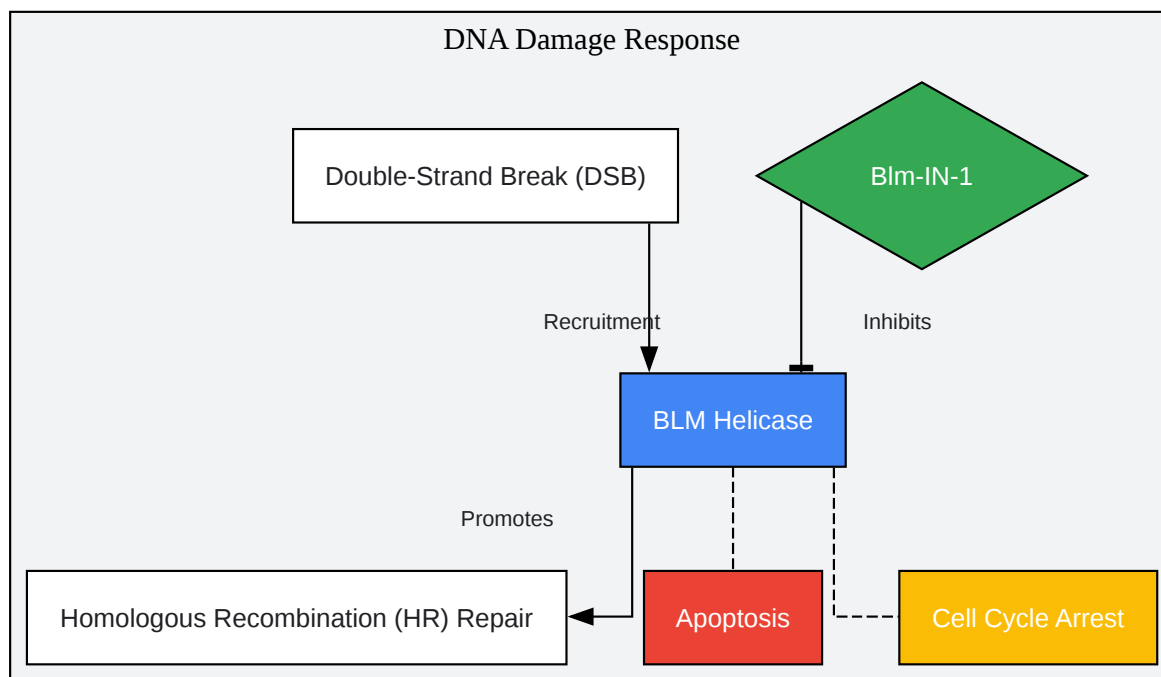 DNA Damage Response
Double-Strand Break (DSB)
Blm-IN-1
Recruitment
Inhibits
BLM Helicase
Promotes
Homologous Recombination (HR) Repair
Apoptosis
Cell Cycle Arrest